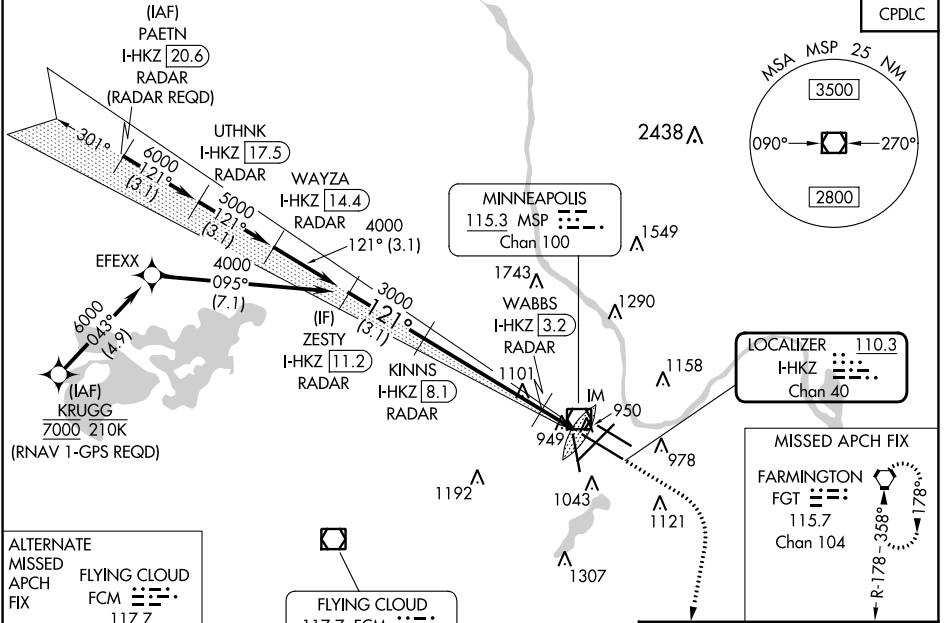 CPDLC
(IAF)
PAETN
I-HKZ 20.6
RADAR
(RADAR REQD)
301°
6000
121°
(3.1)
UTHNK
I-HKZ 17.5
RADAR
5000
121°
(3.1)
WAYZA
I-HKZ 14.4
RADAR
4000
121° (3.1)
MSA MSP 25 NM
3500
090°
270°
2800
2438
MINNEAPOLIS
115.3 MSP
Chan 100
1549
1743
1290
EFEXX
4000
095°
(7.1)
3000
121°
(3.1)
WABBS
I-HKZ 3.2
RADAR
6000
043°
(4.9)
(IF)
ZESTY
I-HKZ 11.2
RADAR
KINNS
I-HKZ 8.1
RADAR
1101
1158
IM
950
949
978
LOCALIZER 110.3
I-HKZ
Chan 40
(IAF)
KRUGG
7000 210K
(RNAV 1-GPS REQD)
1192
1043
1121
1307
MISSED APCH FIX
FARMINGTON
FGT
115.7
Chan 104
178°
R-178
358°
ALTERNATE
MISSED
APCH
FIX
FLYING CLOUD
FCM
117.7
FLYING CLOUD
117.7 FCM